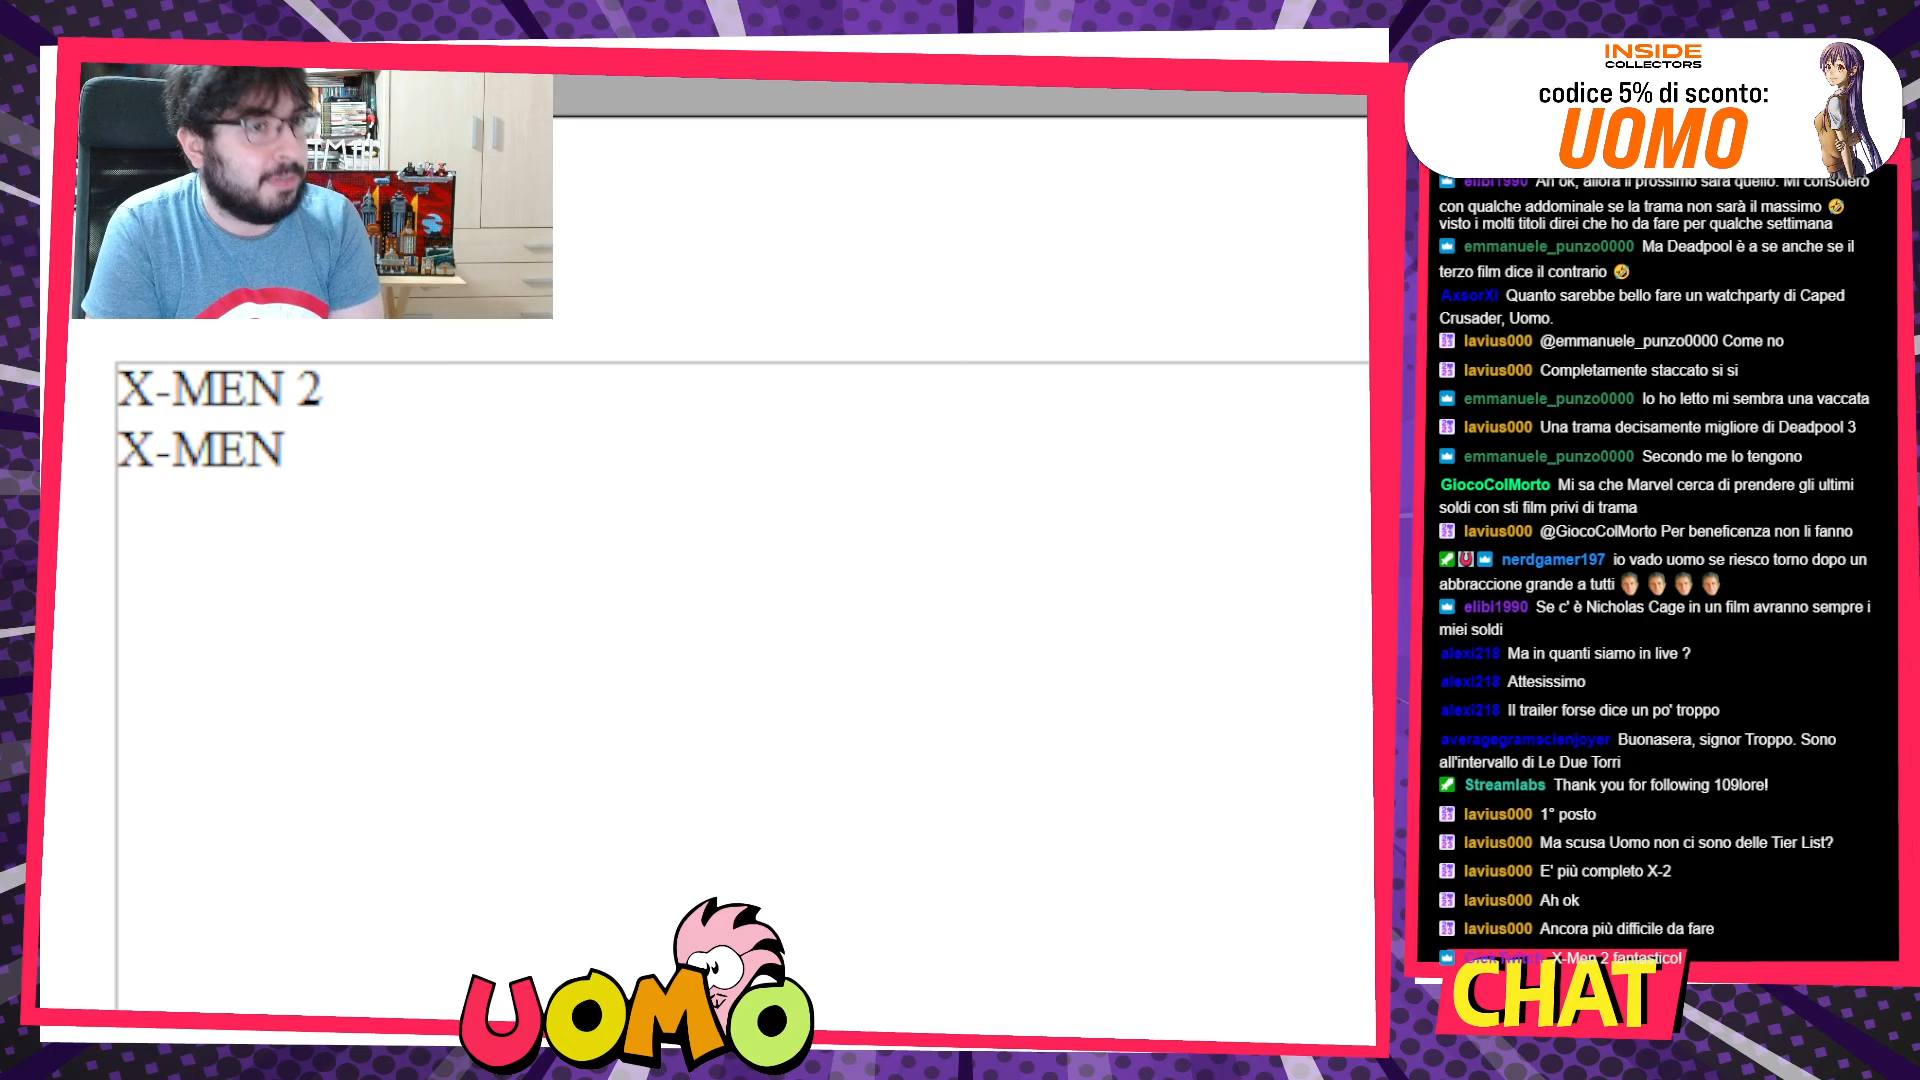 INSIDE
COLLECTORS
codice 5% di sconto:
UOMO
X-MEN 2
X-MEN
elibi1990 Ah ok, allora il prossimo sarà quello. Mi consolerò
con qualche addominale se la trama non sarà il massimo 🤣
visto i molti titoli direi che ho da fare per qualche settimana
emmanuele_punzo0000 Ma Deadpool è a se anche se il
terzo film dice il contrario 🤣
AxsorXI Quanto sarebbe bello fare un watchparty di Caped
Crusader, Uomo.
lavius000 @emmanuele_punzo0000 Come no
lavius000 Completamente staccato si si
emmanuele_punzo0000 Io ho letto mi sembra una vaccata
lavius000 Una trama decisamente migliore di Deadpool 3
emmanuele_punzo0000 Secondo me lo tengono
GiocoColMorto Mi sa che Marvel cerca di prendere gli ultimi
soldi con sti film privi di trama
lavius000 @GiocoColMorto Per beneficenza non li fanno
nerdgamer197 io vado uomo se riesco torno dopo un
abbraccione grande a tutti
elibi1990 Se c' è Nicholas Cage in un film avranno sempre i
miei soldi
alexi218 Ma in quanti siamo in live ?
alexi218 Attesissimo
alexi218 Il trailer forse dice un po' troppo
averagegramscienjoyer Buonasera, signor Troppo. Sono
all'intervallo di Le Due Torri
Streamlabs Thank you for following 109lore!
lavius000 1° posto
lavius000 Ma scusa Uomo non ci sono delle Tier List?
lavius000 E' più completo X-2
lavius000 Ah ok
lavius000 Ancora più difficile da fare
X-Men 2 fantastico!
CHAT
UOMO